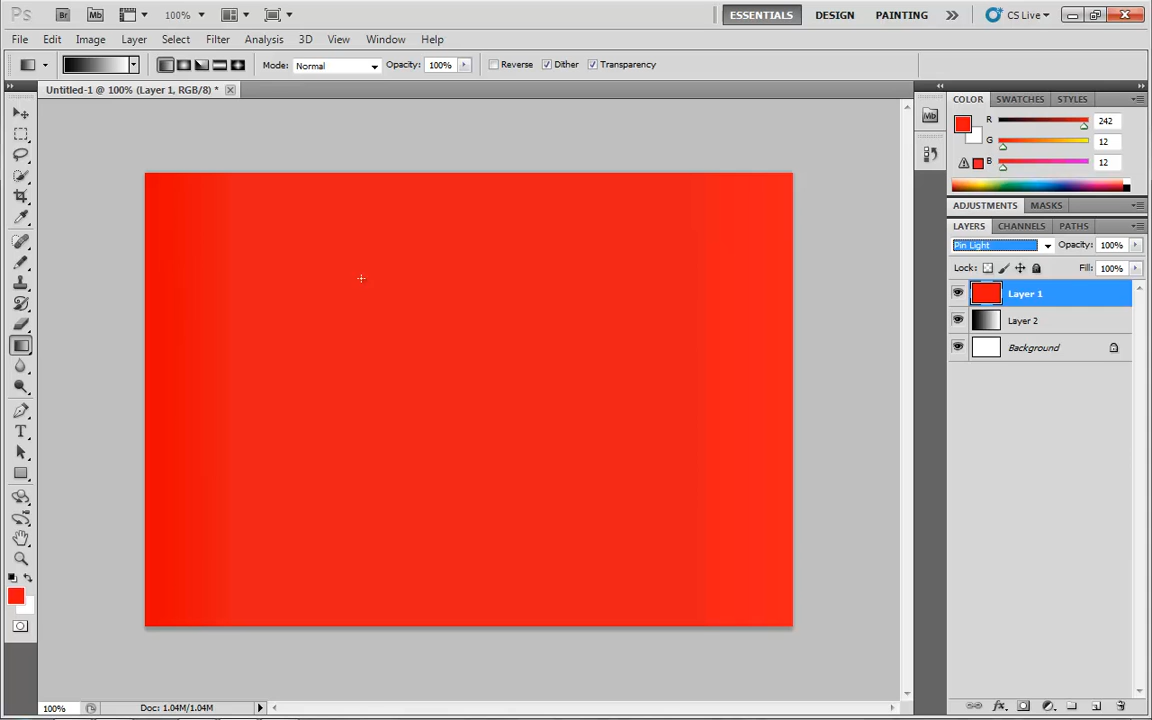 Ps Br Mb 100% ESSENTIALS DESIGN PAINTING CS Live
File Edit Image Layer Select Filter Analysis 3D View Window Help
Mode: Normal Opacity: 100% Reverse Dither Transparency
Untitled-1 @ 100% (Layer 1, RGB/8) *
COLOR SWATCHES STYLES
Mb
R 242
G 12
B 12
ADJUSTMENTS MASKS
LAYERS CHANNELS PATHS
Pin Light Opacity: 100%
Lock: Fill: 100%
Layer 1
Layer 2
Background
T
100% Doc: 1.04M/1.04M
fx